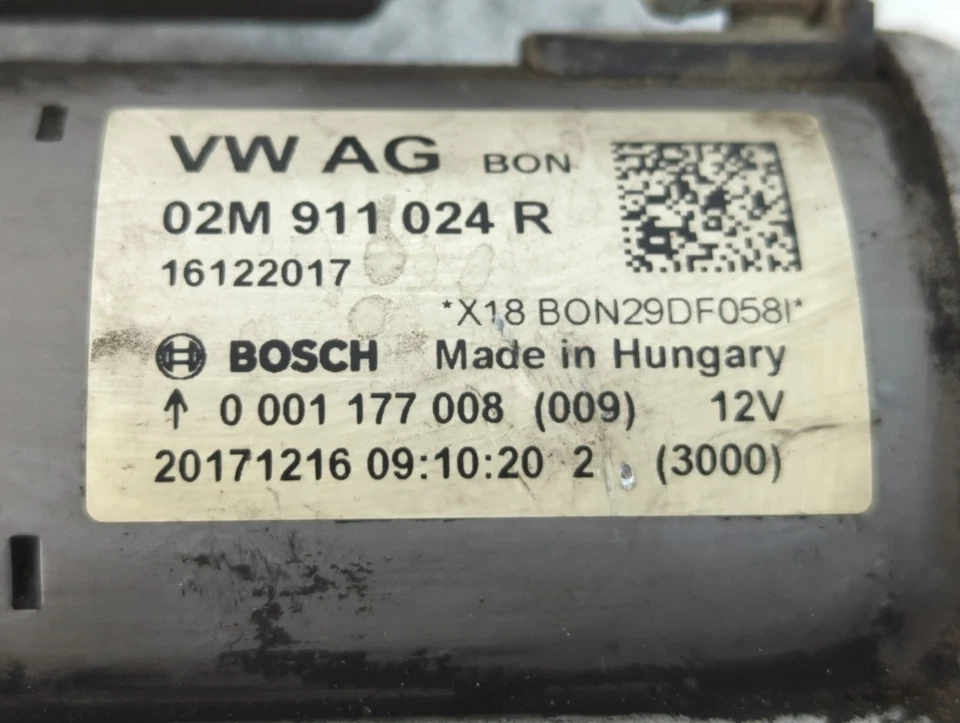 VW AG BON
02M 911 024 R
16122017
*X18 BON29DF058I*
BOSCH Made in Hungary
↑ 0 001 177 008 (009) 12V
20171216 09:10:20 2 (3000)